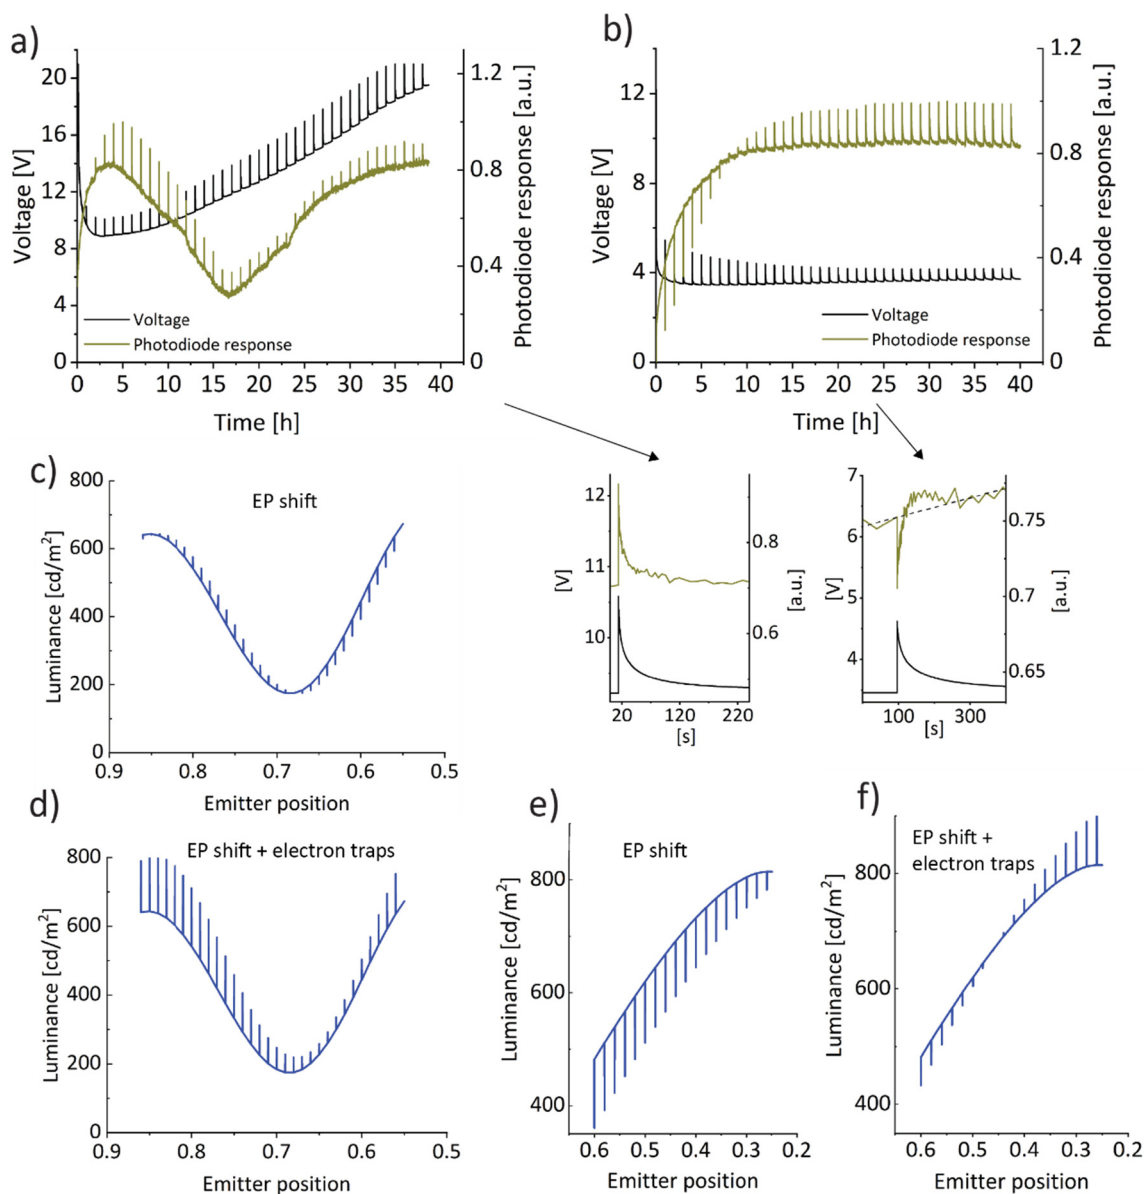 a)
20
16
12
8
4
0
Voltage [V]
1.2
0.8
0.4
0
Photodiode response [a.u.]
Voltage
Photodiode response
0 5 10 15 20 25 30 35 40
Time [h]
b)
12
8
4
0
Voltage [V]
1.2
0.8
0.4
0
Photodiode response [a.u.]
Voltage
Photodiode response
0 5 10 15 20 25 30 35 40
Time [h]
c)
EP shift
800
600
400
200
0
Luminance [cd/m²]
0.9 0.8 0.7 0.6 0.5
Emitter position
12
11
10
[V]
0.8
0.6
[a.u.]
20 120 220
[s]
7
6
5
4
[V]
0.75
0.7
0.65
[a.u.]
100 300
[s]
d)
EP shift + electron traps
800
600
400
200
0
Luminance [cd/m²]
0.9 0.8 0.7 0.6 0.5
Emitter position
e)
EP shift
800
600
400
Luminance [cd/m²]
0.6 0.5 0.4 0.3 0.2
Emitter position
f)
EP shift +
electron traps
800
600
400
Luminance [cd/m²]
0.6 0.5 0.4 0.3 0.2
Emitter position